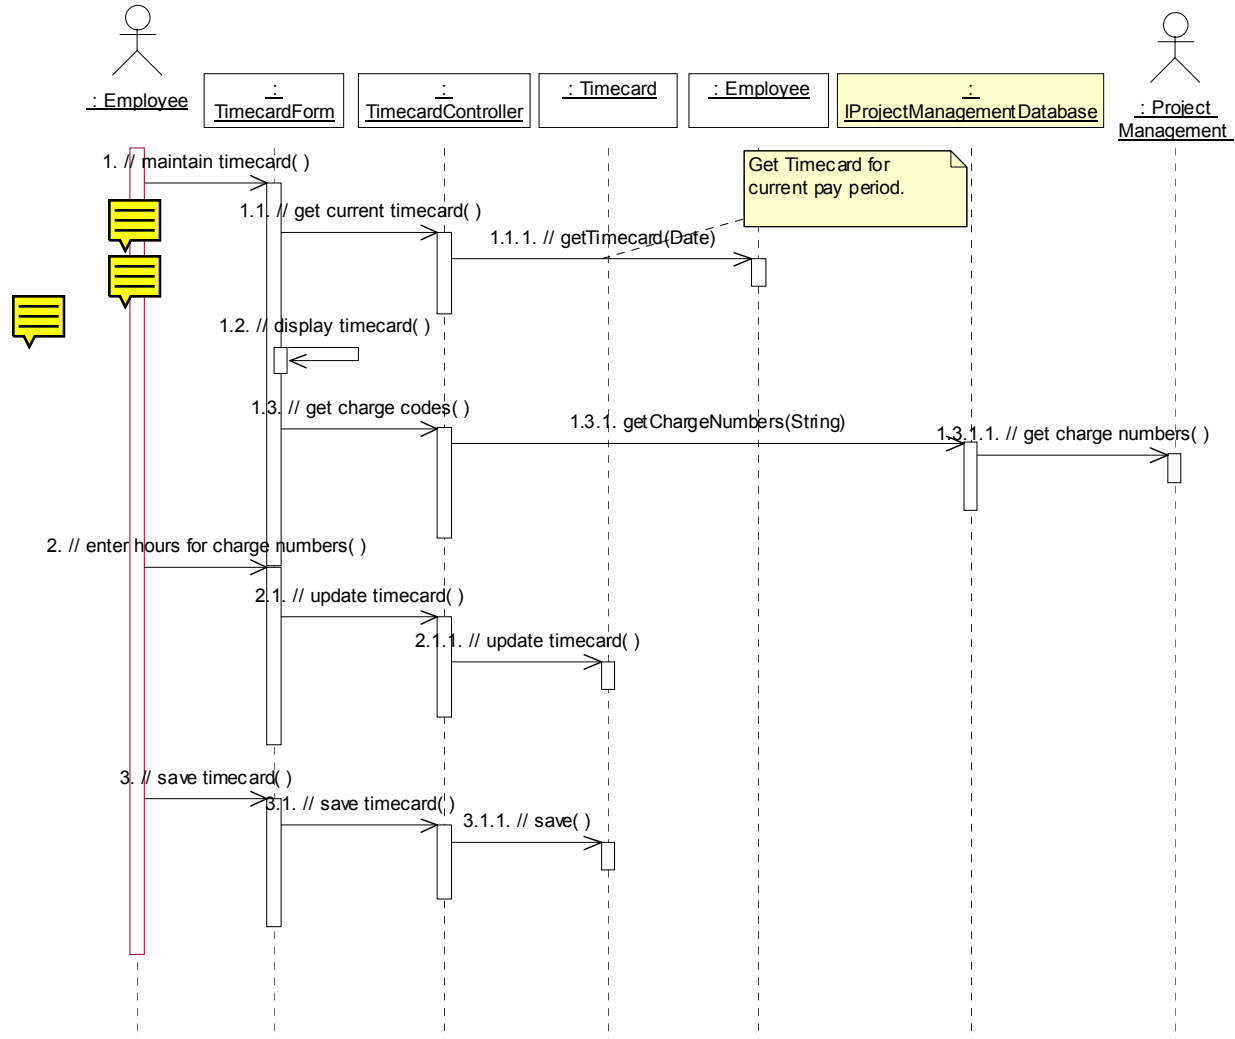 : Employee
:
TimecardForm
:
TimecardController
: Timecard
: Employee
:
IProjectManagementDatabase
: Project
Management
1. // maintain timecard( )
Get Timecard for
current pay period.
1.1. // get current timecard( )
1.1.1. // getTimecard(Date)
1.2. // display timecard( )
1.3. // get charge codes( )
1.3.1. getChargeNumbers(String)
1.3.1.1. // get charge numbers( )
2. // enter hours for charge numbers( )
2.1. // update timecard( )
2.1.1. // update timecard( )
3. // save timecard( )
3.1. // save timecard( )
3.1.1. // save( )